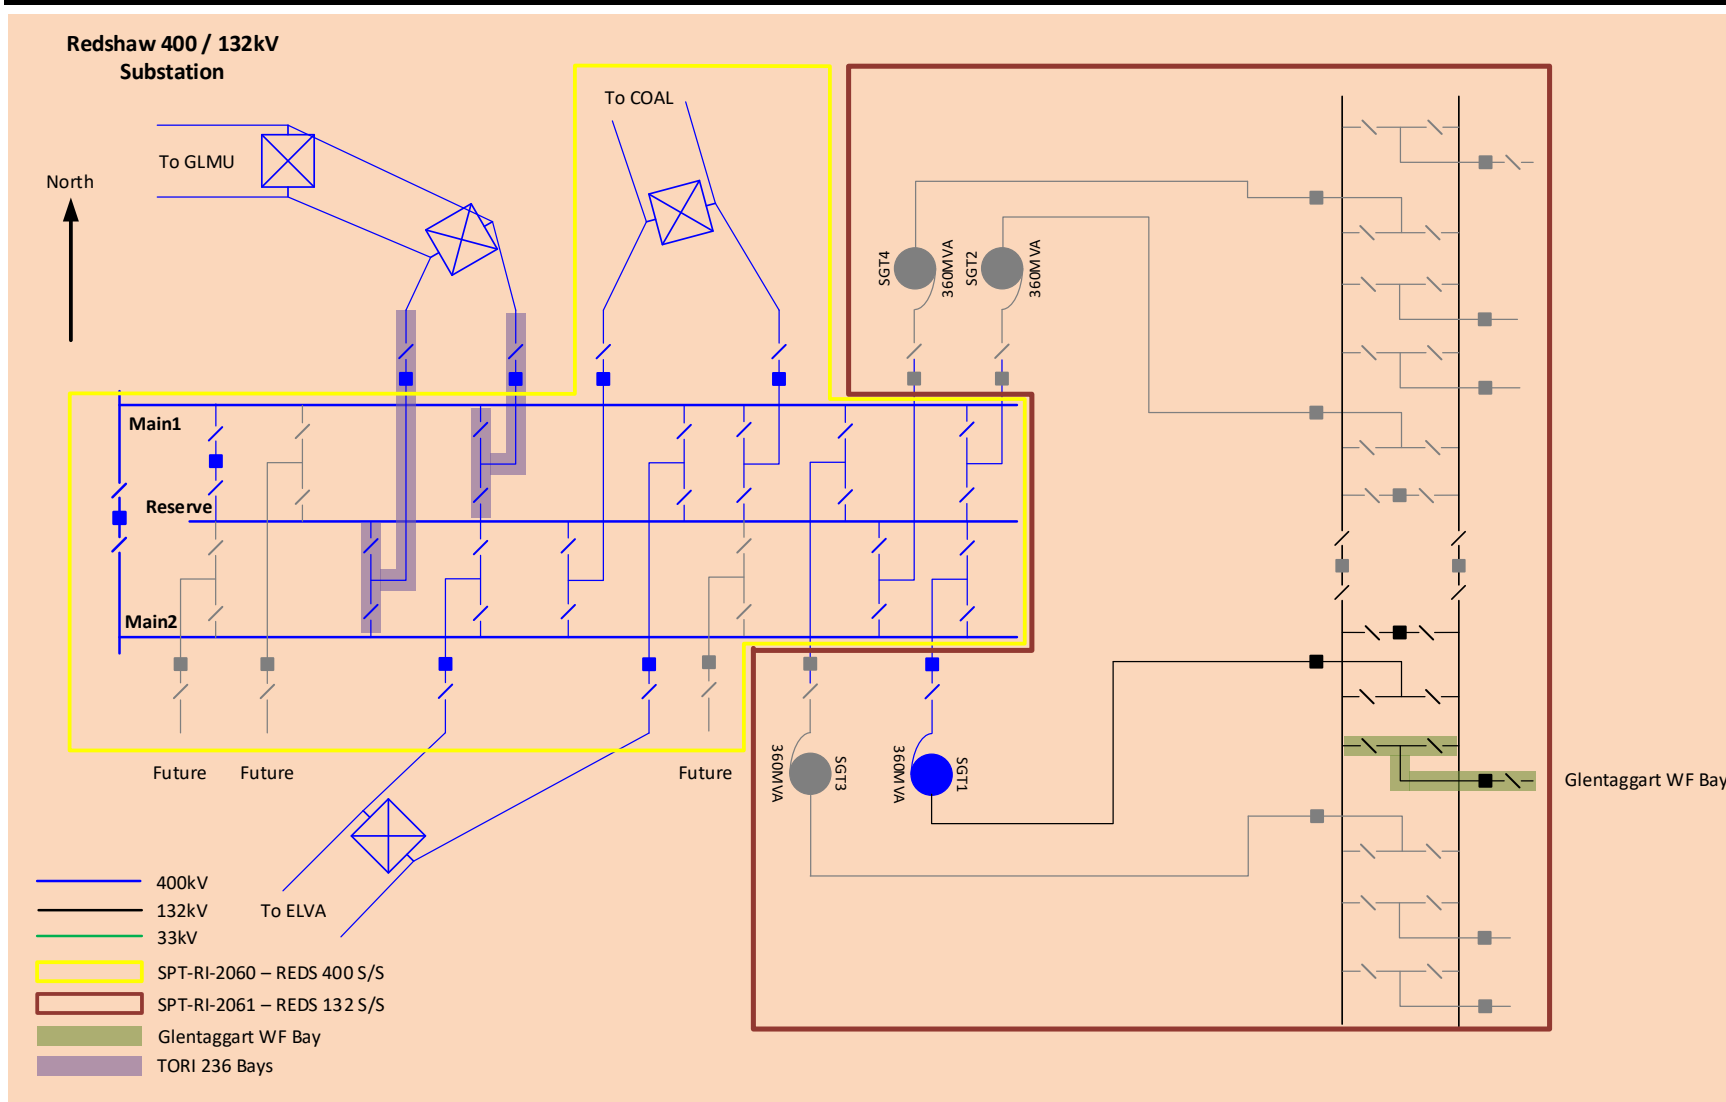 Redshaw 400 / 132kV
Substation
To COAL
To GLMU
North
SGT4
360MVA
SGT2
360MVA
Main1
Reserve
Main2
Future
Future
Future
360MVA
SGT3
360MVA
SGT1
Glentaggart WF Bay
400kV
132kV
To ELVA
33kV
SPT-RI-2060 – REDS 400 S/S
SPT-RI-2061 – REDS 132 S/S
Glentaggart WF Bay
TORI 236 Bays